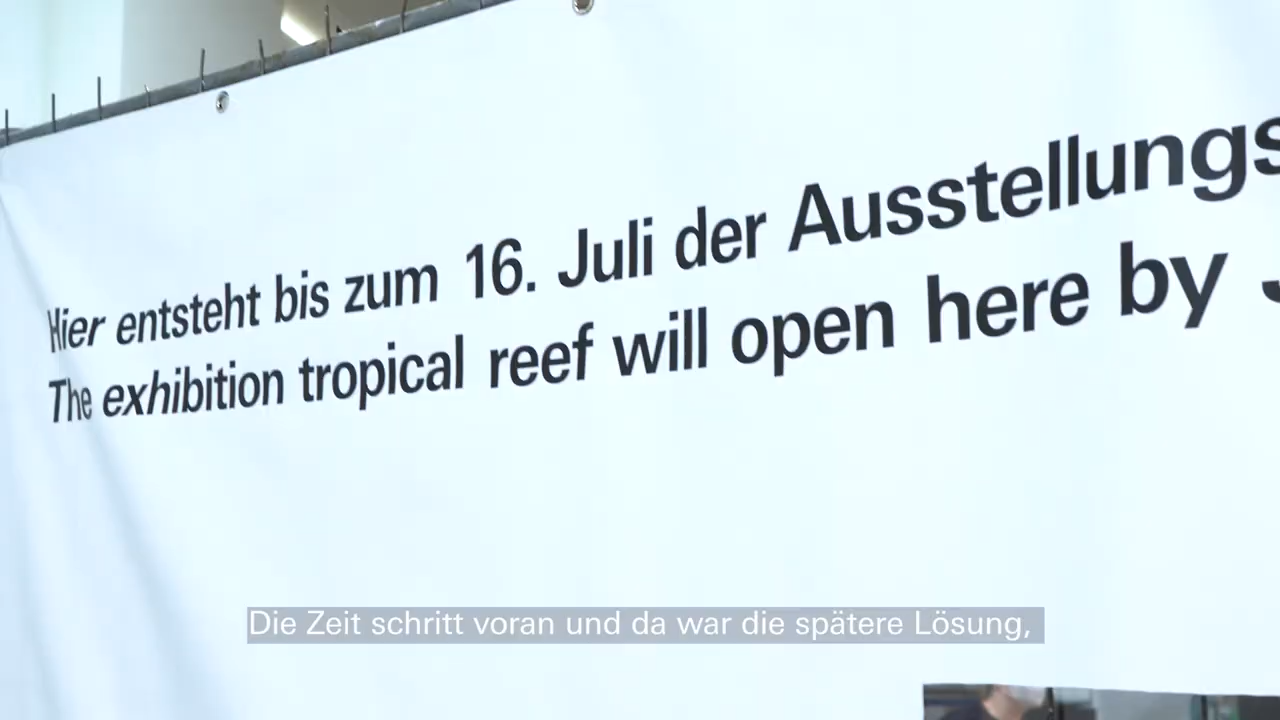 Hier entsteht bis zum 16. Juli der Ausstellungs
The exhibition tropical reef will open here by
Die Zeit schritt voran und da war die spätere Lösung,